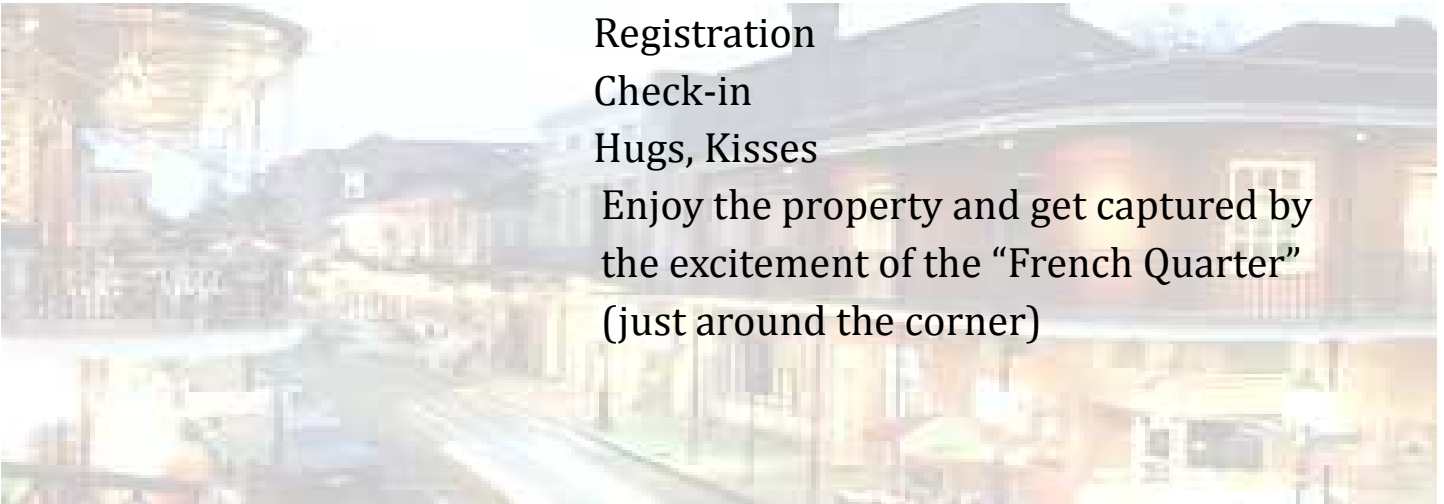 Registration
Check-in
Hugs, Kisses
Enjoy the property and get captured by
the excitement of the “French Quarter”
(just around the corner)